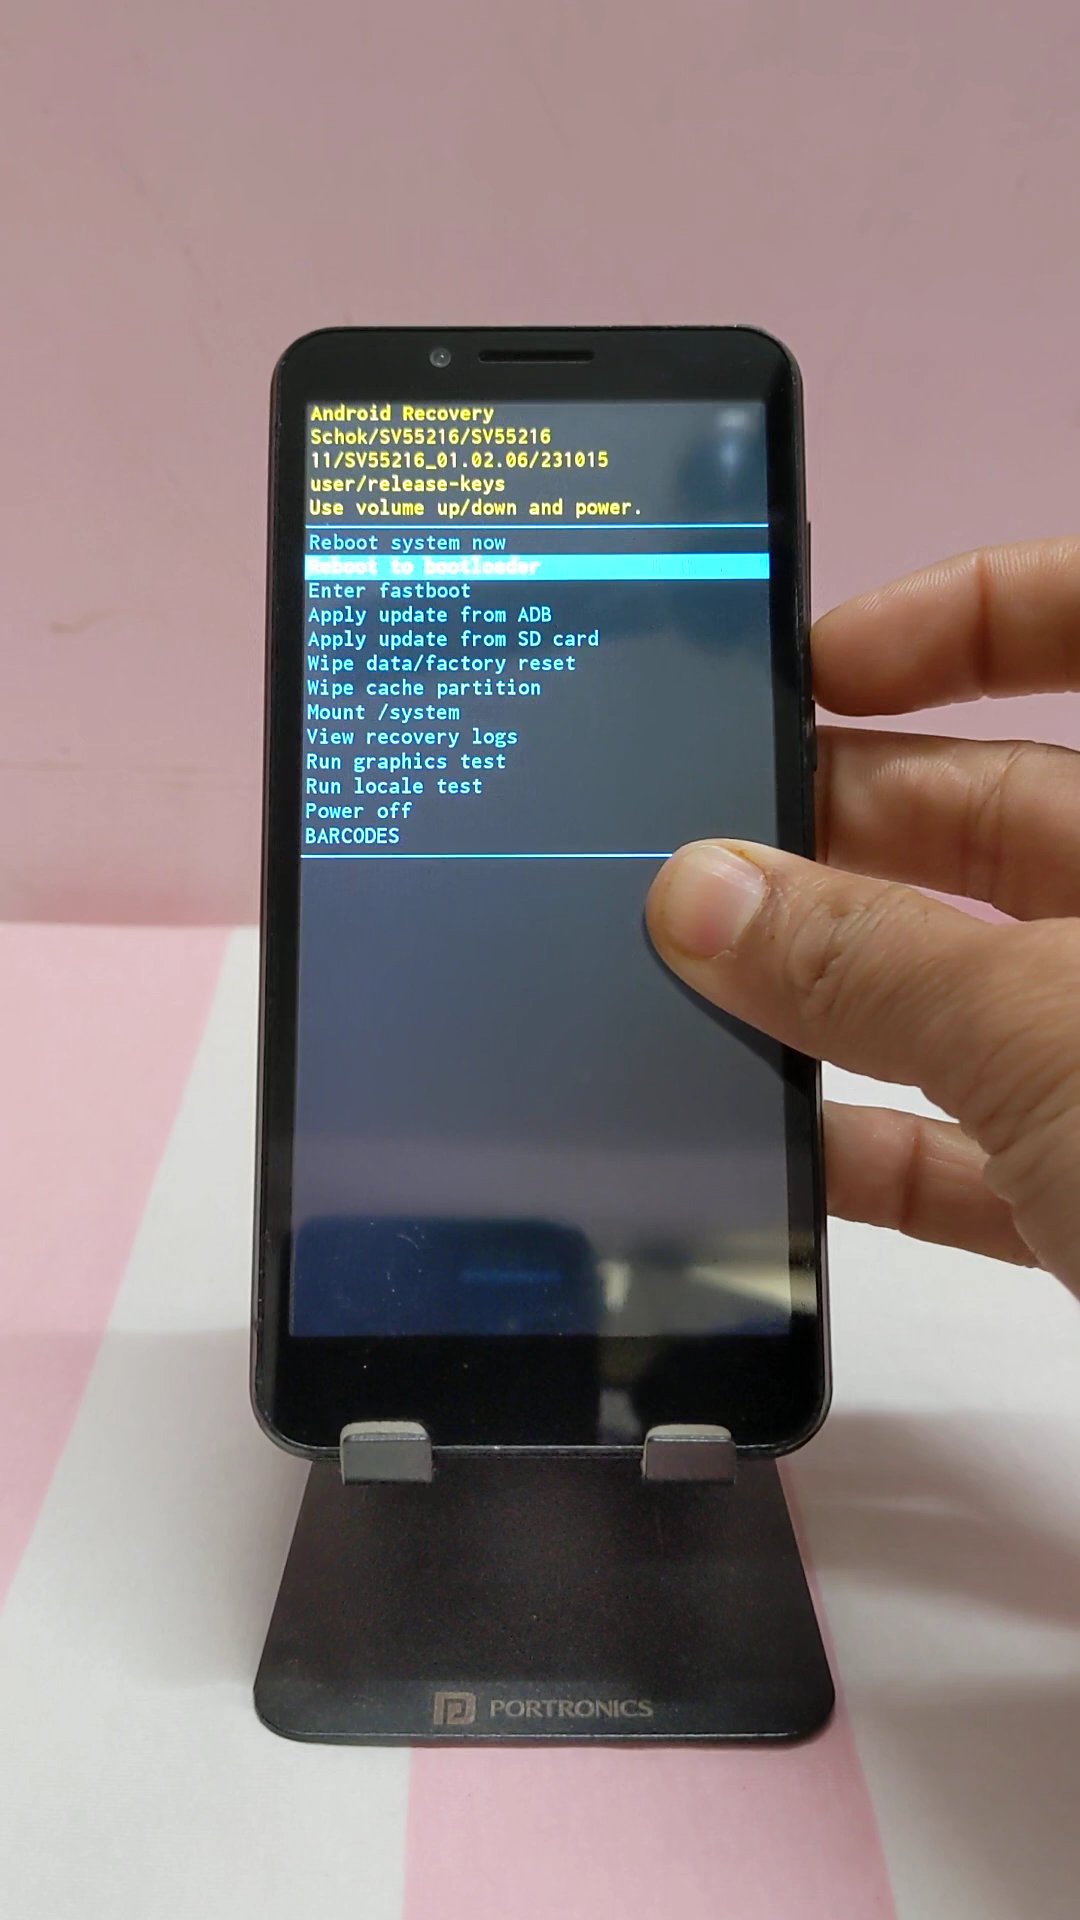 Android Recovery
Schok/SV55216/SV55216
11/SV55216_01.02.06/231015
user/release-keys
Use volume up/down and power.
Reboot system now
Reboot to bootloader
Enter fastboot
Apply update from ADB
Apply update from SD card
Wipe data/factory reset
Wipe cache partition
Mount /system
View recovery logs
Run graphics test
Run locale test
Power off
BARCODES
PORTRONICS